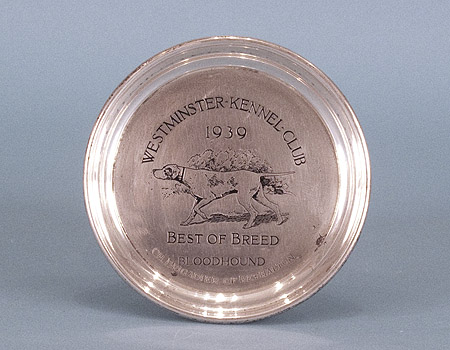 WESTMINSTER·KENNEL·CLUB
1939
BEST OF BREED
BLOODHOUND